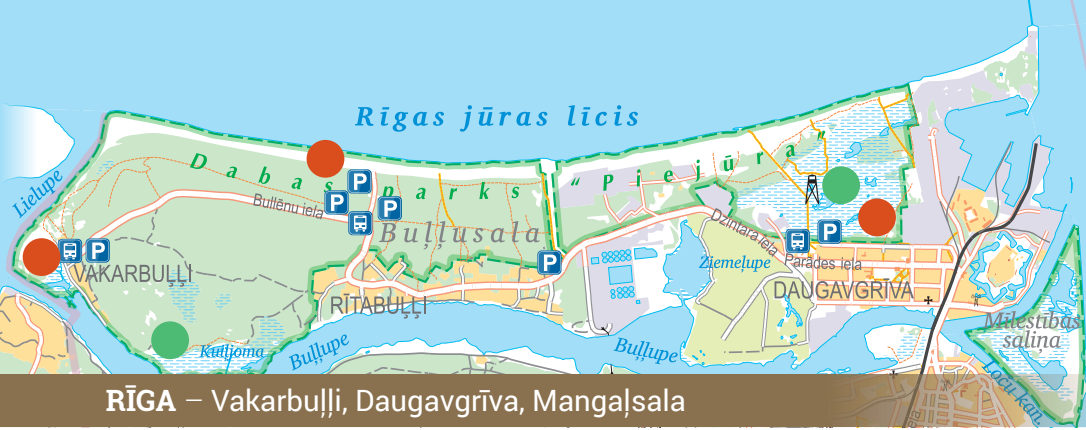 Rīgas jūras līcis
Dabas parks "Piejūra"
Lielupe
Bullēnu iela
Buļļusala
P
P
P
P
P
P
VAKARBUĻĻI
RĪTABUĻĻI
Dzintara iela
Ziemeļupe
Parādes iela
DAUGAVGRĪVA
Mīlestības
saliņa
Buļļupe
Buļļupe
RĪGA – Vakarbuļļi, Daugavgrīva, Mangaļsala